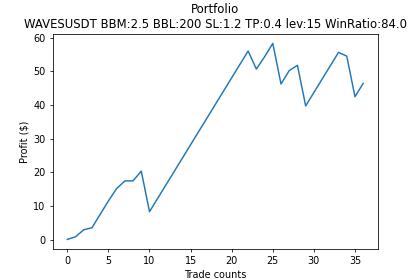 Portfolio
WAVESUSDT BBM:2.5 BBL:200 SL:1.2 TP:0.4 lev:15 WinRatio:84.0
60
50
40
30
20
10
0
Profit ($)
0 5 10 15 20 25 30 35
Trade counts